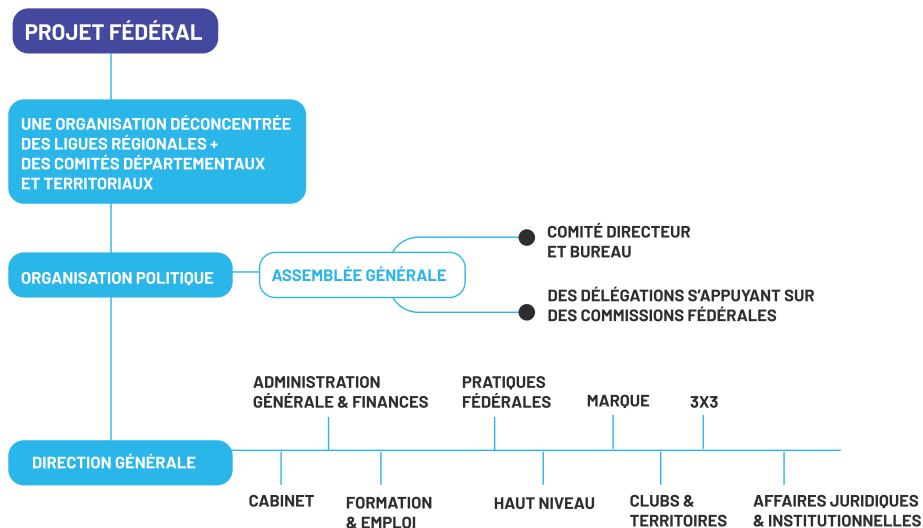 PROJET FÉDÉRAL
UNE ORGANISATION DÉCONCENTRÉE
DES LIGUES RÉGIONALES +
DES COMITÉS DÉPARTEMENTAUX
ET TERRITORIAUX
ORGANISATION POLITIQUE
ASSEMBLÉE GÉNÉRALE
COMITÉ DIRECTEUR
ET BUREAU
DES DÉLÉGATIONS S'APPUYANT SUR
DES COMMISSIONS FÉDÉRALES
DIRECTION GÉNÉRALE
ADMINISTRATION
GÉNÉRALE & FINANCES
PRATIQUES
FÉDÉRALES
MARQUE
3X3
CABINET
FORMATION
& EMPLOI
HAUT NIVEAU
CLUBS &
TERRITOIRES
AFFAIRES JURIDIQUES
& INSTITUTIONNELLES